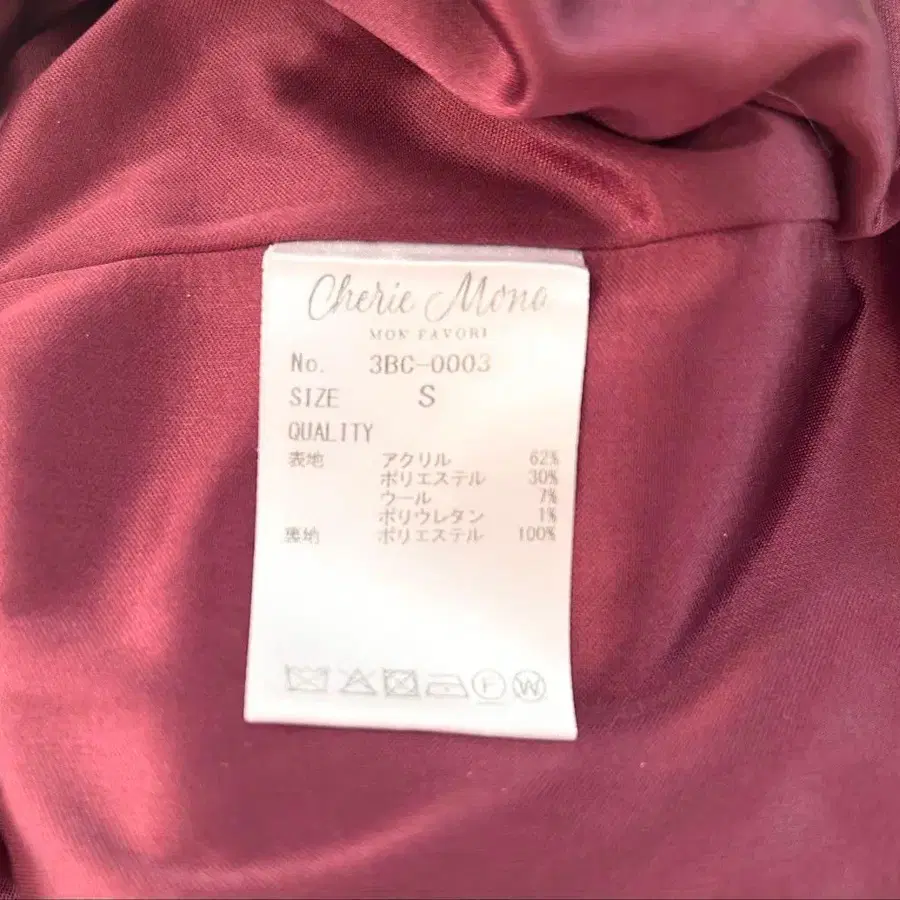 Cherie Mona
MON FAVORI
No. 3BC-0003
SIZE S
QUALITY
表地 アクリル 62%
ポリエステル 30%
ウール 7%
ポリウレタン 1%
裏地 ポリエステル 100%
F W